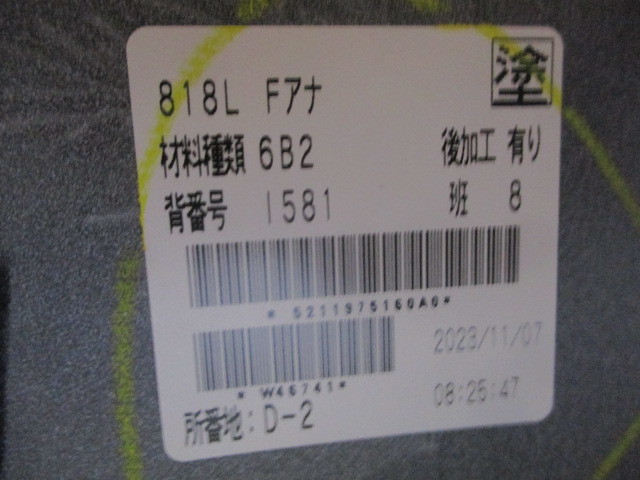 818L Fアナ 塗
材料種類 6B2 後加工 有り
背番号 1581 班 8
* 5211975160A0*
* W46741*
2023/11/07
08:25:47
所番地: D-2